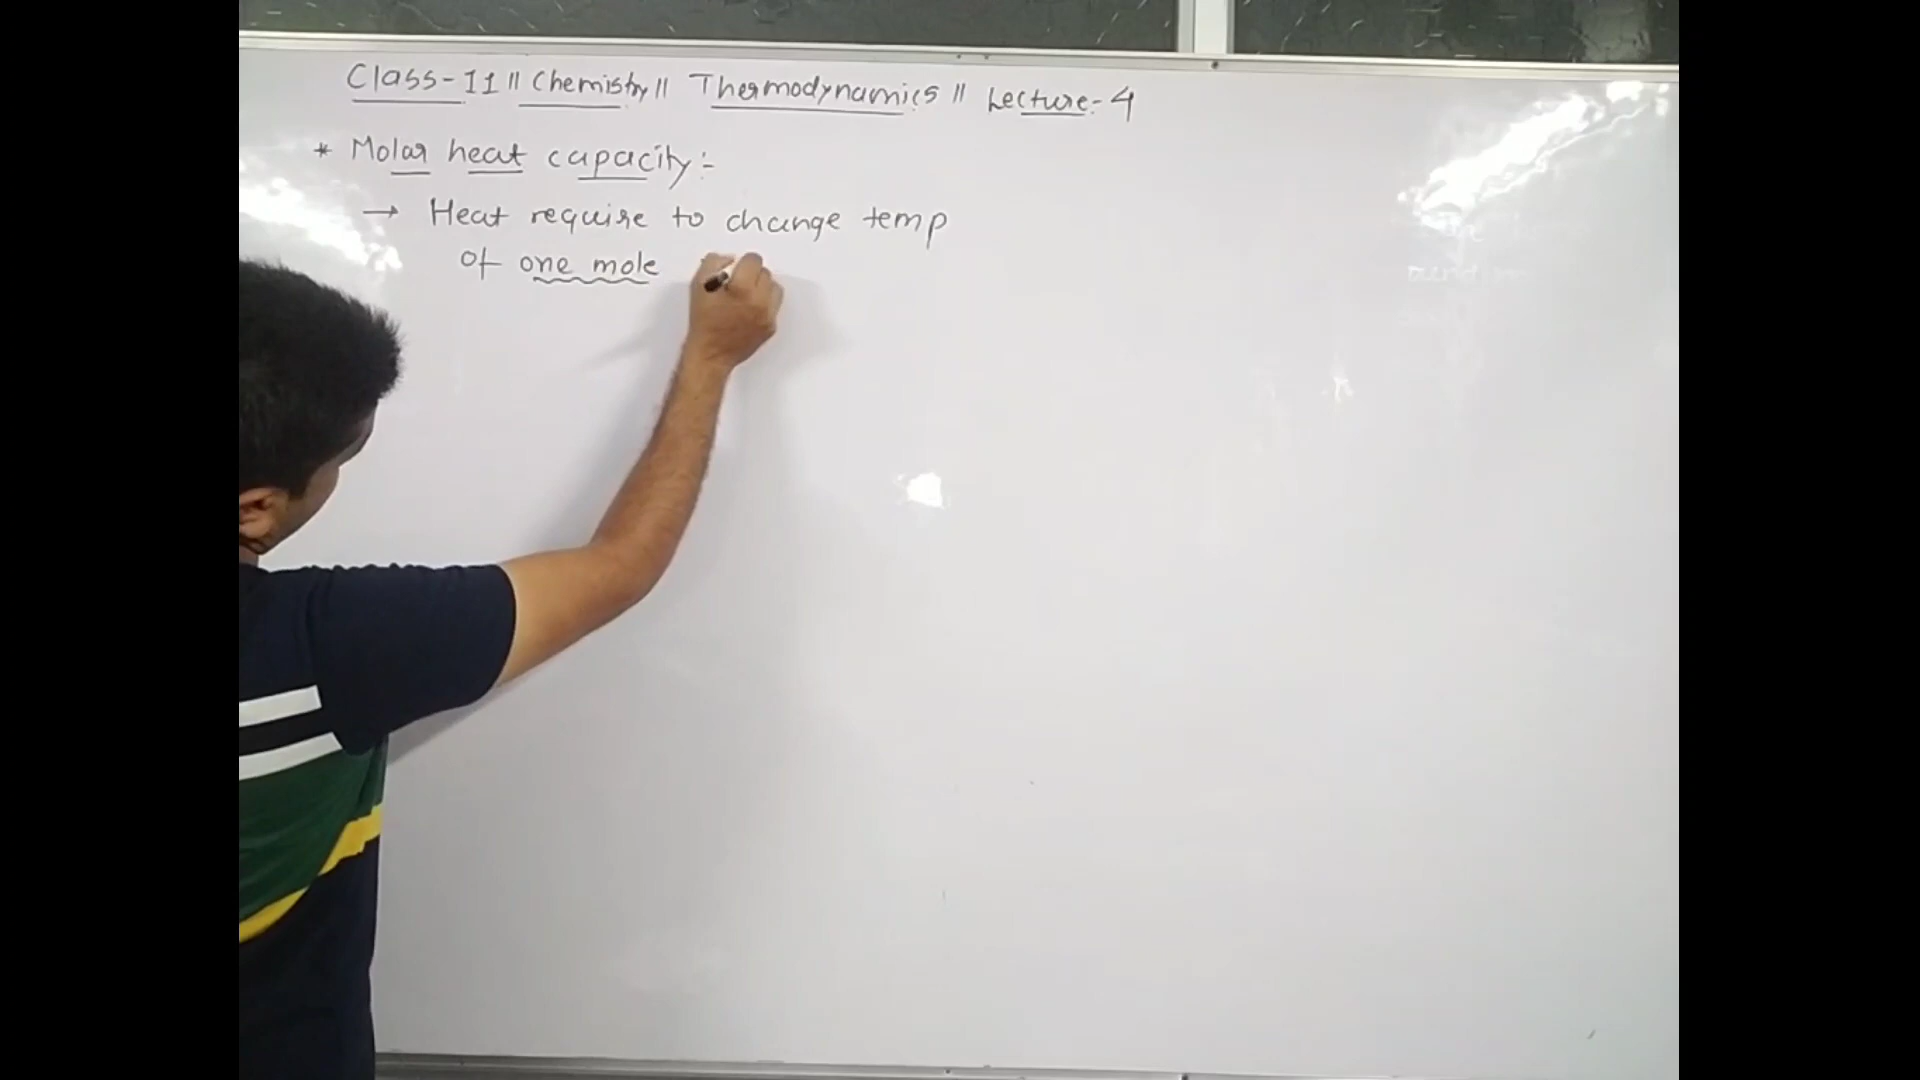 Class-11 || Chemistry || Thermodynamics || Lecture-4
* Molar heat capacity:-
→ Heat require to change temp
of one mole